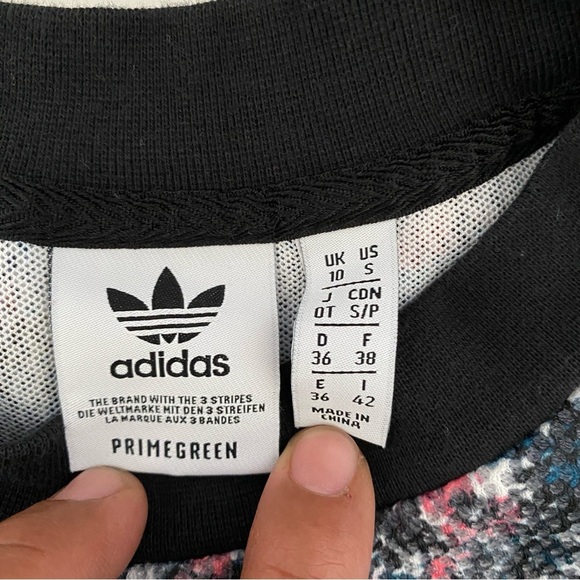 adidas
THE BRAND WITH THE 3 STRIPES
DIE WELTMARKE MIT DEN 3 STREIFEN
LA MARQUE AUX 3 BANDES
PRIMEGREEN
UK US
10 S
J CDN
OT S/P
D F
36 38
E I
36 42
MADE IN
CHINA